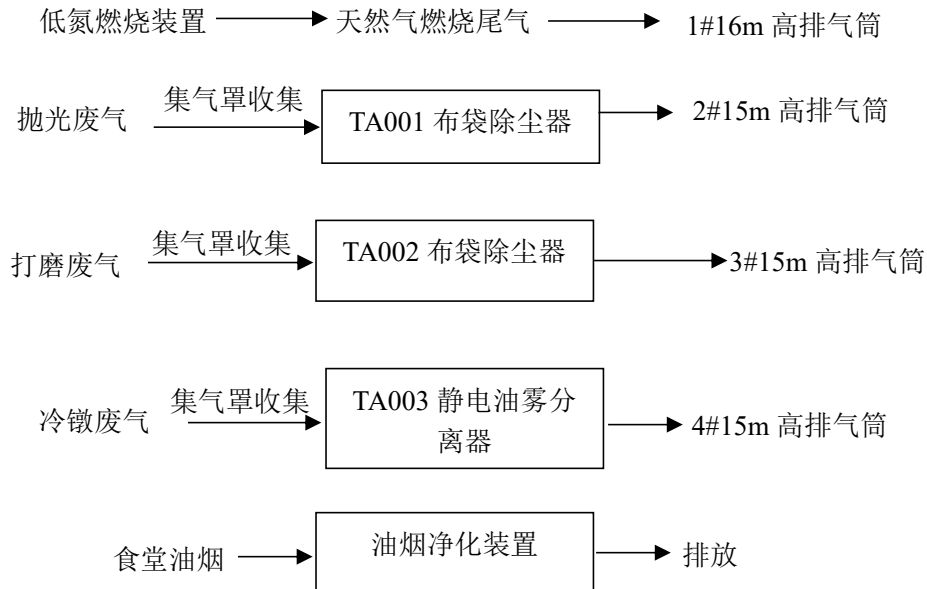 低氮燃烧装置 天然气燃烧尾气 1#16m 高排气筒
抛光废气 集气罩收集 TA001 布袋除尘器 2#15m 高排气筒
打磨废气 集气罩收集 TA002 布袋除尘器 3#15m 高排气筒
冷镦废气 集气罩收集 TA003 静电油雾分
离器 4#15m 高排气筒
食堂油烟 油烟净化装置 排放